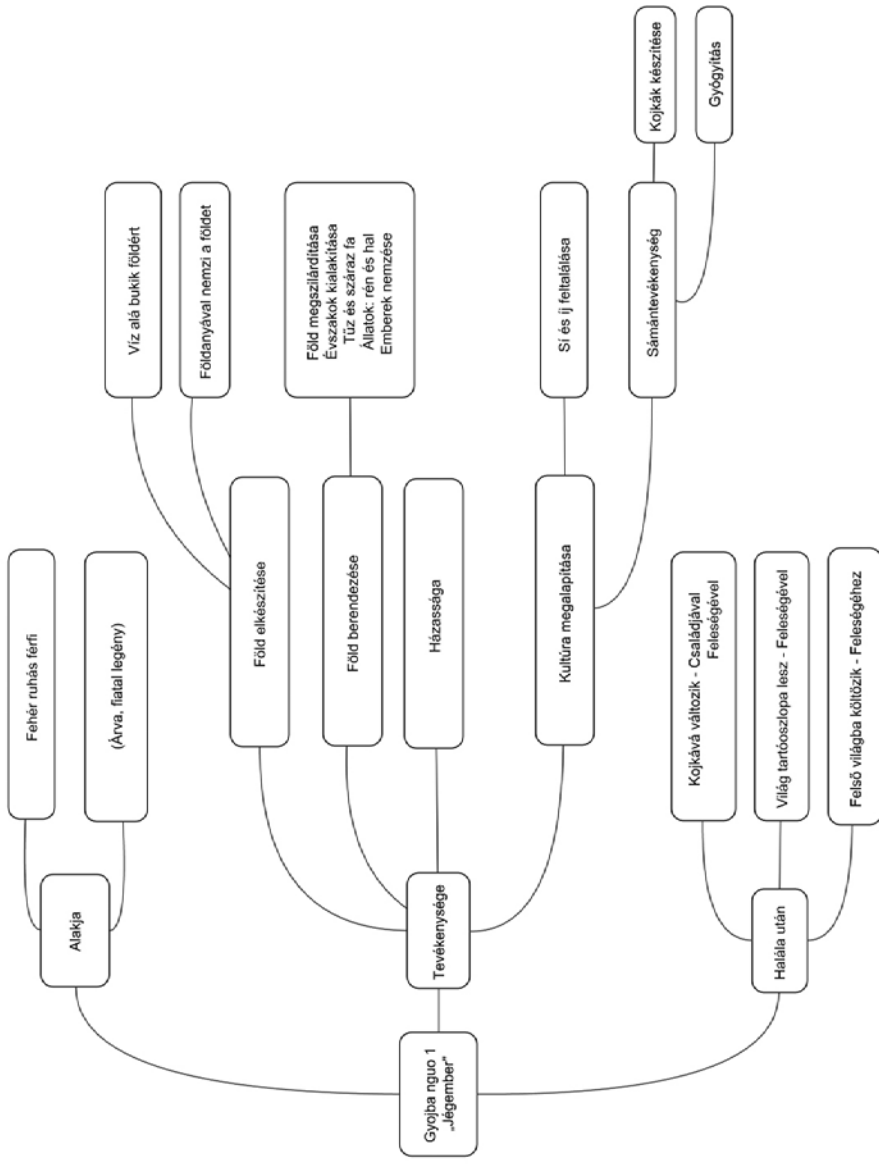 Gyojba nguo 1
„Jégember”
Alakja
Fehér ruhás férfi
(Árva, fiatal legény)
Tevékenysége
Föld elkészítése
Víz alá bukik földért
Földanyával nemzi a földet
Föld berendezése
Föld megszilárdítása
Évszakok kialakítása
Tűz és száraz fa
Állatok: rén és hal
Emberek nemzése
Házassága
Kultúra megalapítása
Sí és íj feltalálása
Sámántevékenység
Kojkák készítése
Gyógyítás
Halála után
Kojkává változik - Családjával
Feleségével
Világ tartóoszlopa lesz - Feleségével
Felső világba költözik - Feleségéhez